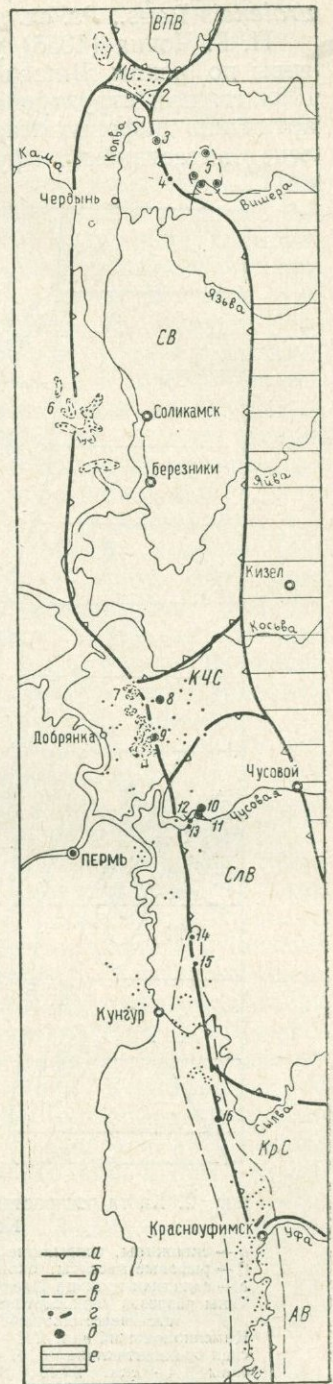 ВПВ
КС
2
3
4
5
Кама
Колва
Чердынь
Вишера
Язьва
СВ
6
Соликамск
Березники
Яйва
Кизел
Косьва
КЧС
7
8
Добрянка
9
Чусовой
10
12
11
13
Чусовая
ПЕРМЬ
СлВ
14
15
Кунгур
Сылва
16
КрС
Красноуфимск
Уфа
АВ
а
б
в
г
д
е